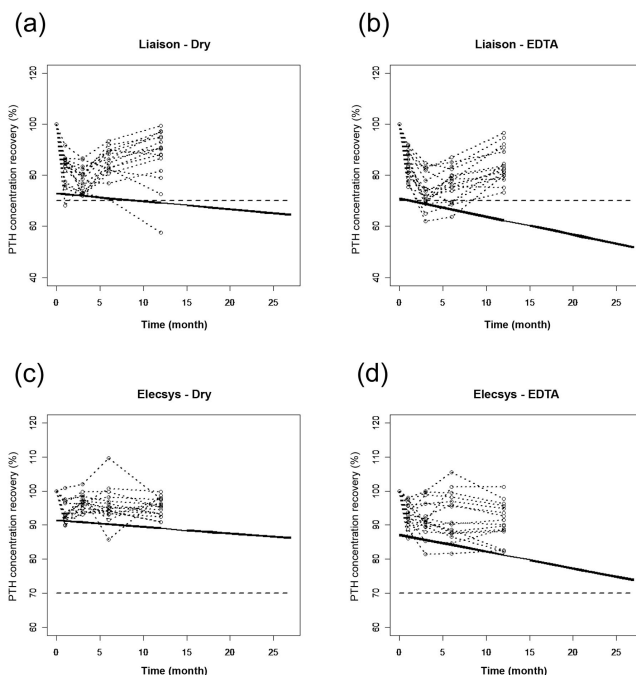 (a)
Liaison - Dry
PTH concentration recovery (%)
120
100
80
60
40
0 5 10 15 20 25
Time (month)
(b)
Liaison - EDTA
PTH concentration recovery (%)
120
100
80
60
40
0 5 10 15 20 25
Time (month)
(c)
Elecsys - Dry
PTH concentration recovery (%)
120
110
100
90
80
70
60
0 5 10 15 20 25
Time (month)
(d)
Elecsys - EDTA
PTH concentration recovery (%)
120
110
100
90
80
70
60
0 5 10 15 20 25
Time (month)